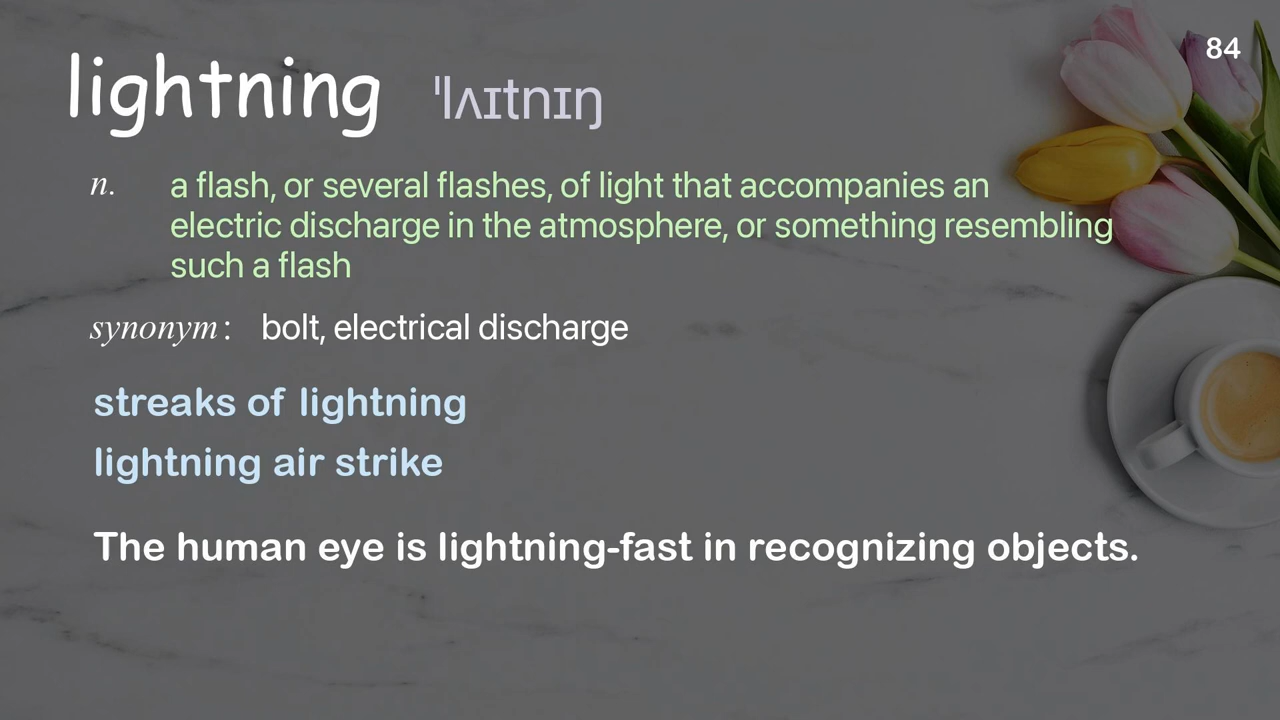 84
lightning ˈlʌɪtnɪŋ
n. a flash, or several flashes, of light that accompanies an
electric discharge in the atmosphere, or something resembling
such a flash
synonym : bolt, electrical discharge
streaks of lightning
lightning air strike
The human eye is lightning-fast in recognizing objects.